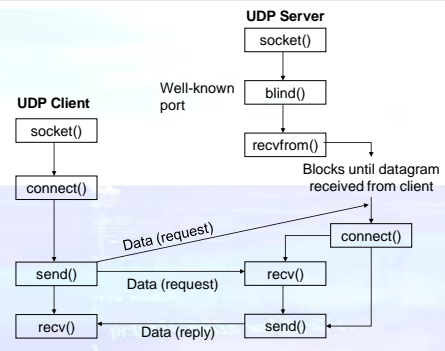 UDP Server
socket()
Well-known
port
blind()
UDP Client
socket()
recvfrom()
Blocks until datagram
received from client
connect()
connect()
Data (request)
send()
recv()
Data (request)
recv()
Data (reply)
send()